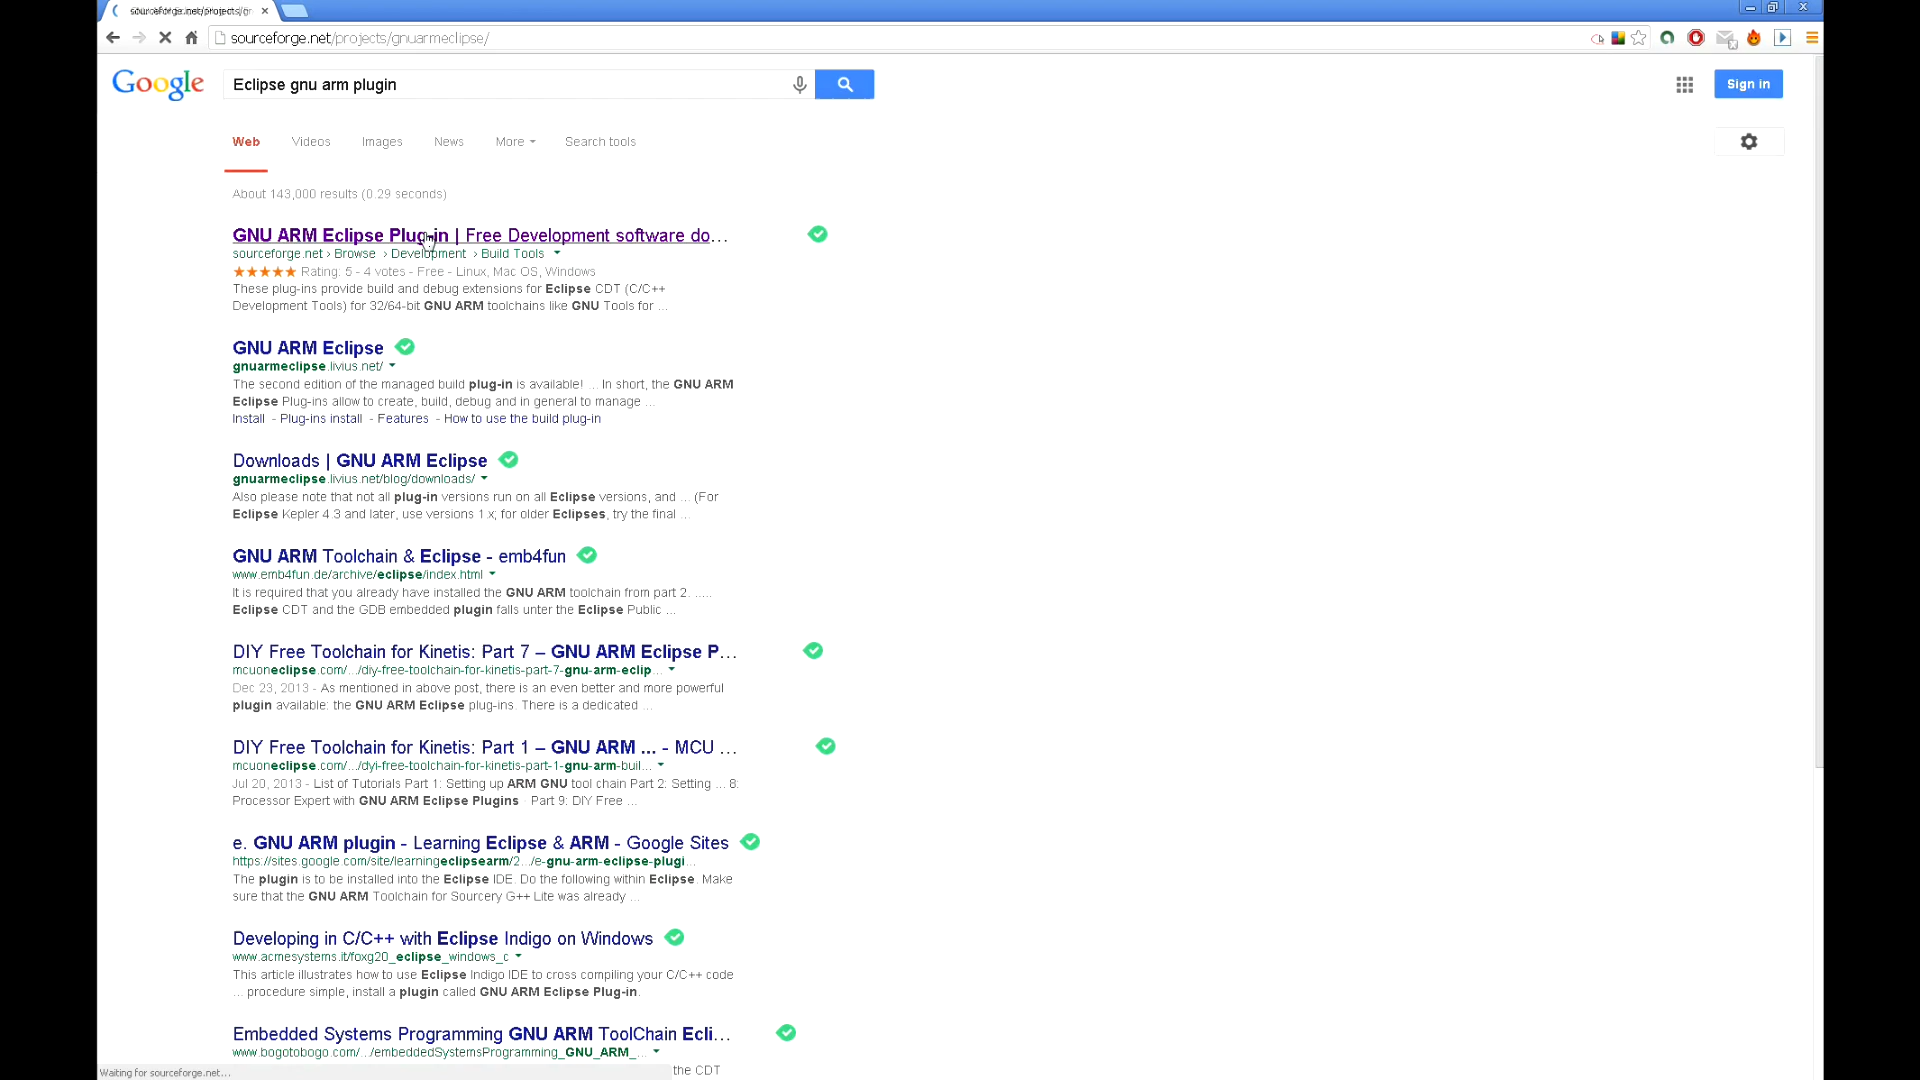 sourceforge.net/projects/g
sourceforge.net/projects/gnuarmeclipse/
Google
Eclipse gnu arm plugin
Sign in
Web Videos Images News More Search tools
About 143,000 results (0.29 seconds)
GNU ARM Eclipse Plug-in | Free Development software do...
sourceforge.net › Browse › Development › Build Tools
Rating: 5 - 4 votes - Free - Linux, Mac OS, Windows
These plug-ins provide build and debug extensions for Eclipse CDT (C/C++
Development Tools) for 32/64-bit GNU ARM toolchains like GNU Tools for ...
GNU ARM Eclipse
gnuarmeclipse.livius.net/
The second edition of the managed build plug-in is available! ... In short, the GNU ARM
Eclipse Plug-ins allow to create, build, debug and in general to manage ...
Install - Plug-ins install - Features - How to use the build plug-in
Downloads | GNU ARM Eclipse
gnuarmeclipse.livius.net/blog/downloads/
Also please note that not all plug-in versions run on all Eclipse versions, and ... (For
Eclipse Kepler 4.3 and later, use versions 1.x; for older Eclipses, try the final ...
GNU ARM Toolchain & Eclipse - emb4fun
www.emb4fun.de/archive/eclipse/index.html
It is required that you already have installed the GNU ARM toolchain from part 2. .....
Eclipse CDT and the GDB embedded plugin falls unter the Eclipse Public ...
DIY Free Toolchain for Kinetis: Part 7 – GNU ARM Eclipse P...
mcuoneclipse.com/.../diy-free-toolchain-for-kinetis-part-7-gnu-arm-eclip...
Dec 23, 2013 - As mentioned in above post, there is an even better and more powerful
plugin available: the GNU ARM Eclipse plug-ins. There is a dedicated ...
DIY Free Toolchain for Kinetis: Part 1 – GNU ARM ... - MCU ...
mcuoneclipse.com/.../dyi-free-toolchain-for-kinetis-part-1-gnu-arm-buil...
Jul 20, 2013 - List of Tutorials Part 1: Setting up ARM GNU tool chain Part 2: Setting ... 8:
Processor Expert with GNU ARM Eclipse Plugins · Part 9: DIY Free ...
e. GNU ARM plugin - Learning Eclipse & ARM - Google Sites
https://sites.google.com/site/learningeclipsearm/2.../e-gnu-arm-eclipse-plugi...
The plugin is to be installed into the Eclipse IDE. Do the following within Eclipse. Make
sure that the GNU ARM Toolchain for Sourcery G++ Lite was already ...
Developing in C/C++ with Eclipse Indigo on Windows
www.acmesystems.it/foxg20_eclipse_windows_c
This article illustrates how to use Eclipse Indigo IDE to cross compiling your C/C++ code
... procedure simple, install a plugin called GNU ARM Eclipse Plug-in.
Embedded Systems Programming GNU ARM ToolChain Ecli...
www.bogotobogo.com/.../embeddedSystemsProgramming_GNU_ARM_...
the CDT
Waiting for sourceforge.net...